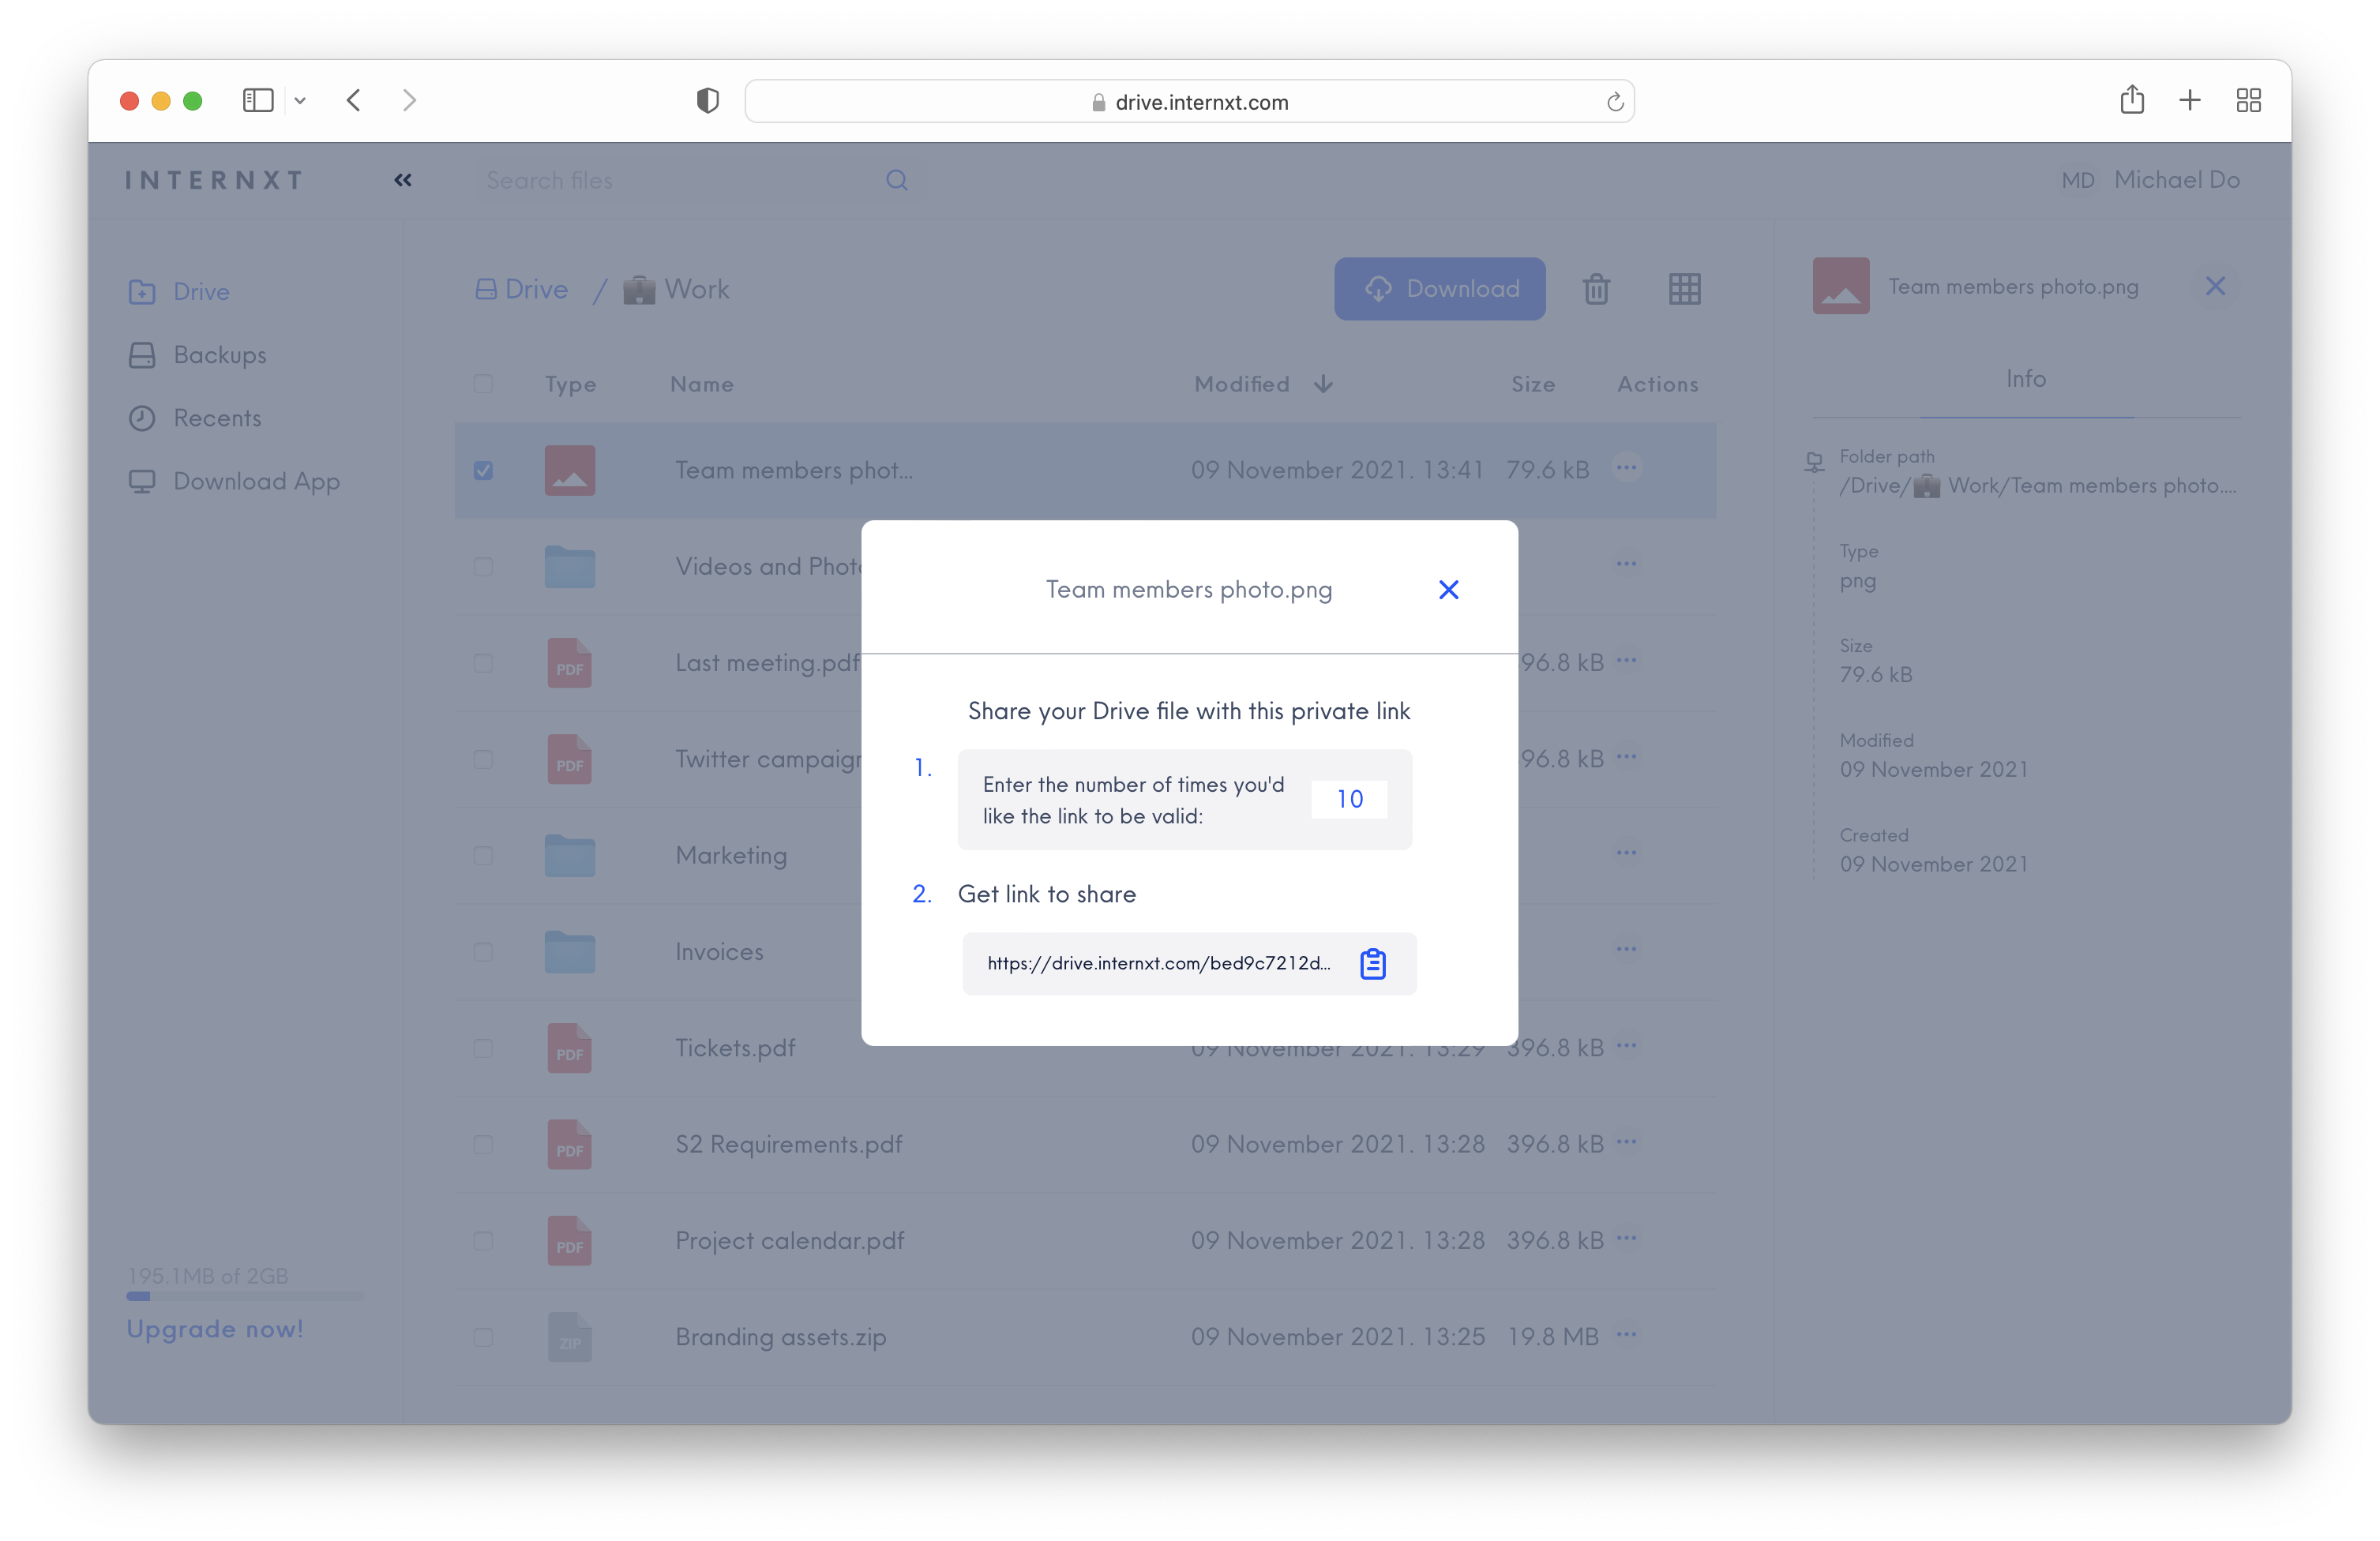 drive.internxt.com
INTERNXT
Search files
MD Michael Do
Drive
Backups
Recents
Download App
195.1MB of 2GB
Upgrade now!
Drive / Work
Download
Type Name Modified Size Actions
Team members phot... 09 November 2021. 13:41 79.6 kB
Videos and
Last meeting.pdf 96.8 kB
Twitter 96.8 kB
Marketing
Invoices
Tickets.pdf 09 November 2021. 13:29 396.8 kB
S2 Requirements.pdf 09 November 2021. 13:28 396.8 kB
Project calendar.pdf 09 November 2021. 13:28 396.8 kB
Branding assets.zip 09 November 2021. 13:25 19.8 MB
PDF
PDF
PDF
PDF
PDF
ZIP
Team members photo.png
Share your Drive file with this private link
1. Enter the number of times you'd
like the link to be valid:
10
2. Get link to share
https://drive.internxt.com/bed9c7212d...
Team members photo.png
Info
Folder path
/Drive/ Work/Team members photo....
Type
png
Size
79.6 kB
Modified
09 November 2021
Created
09 November 2021